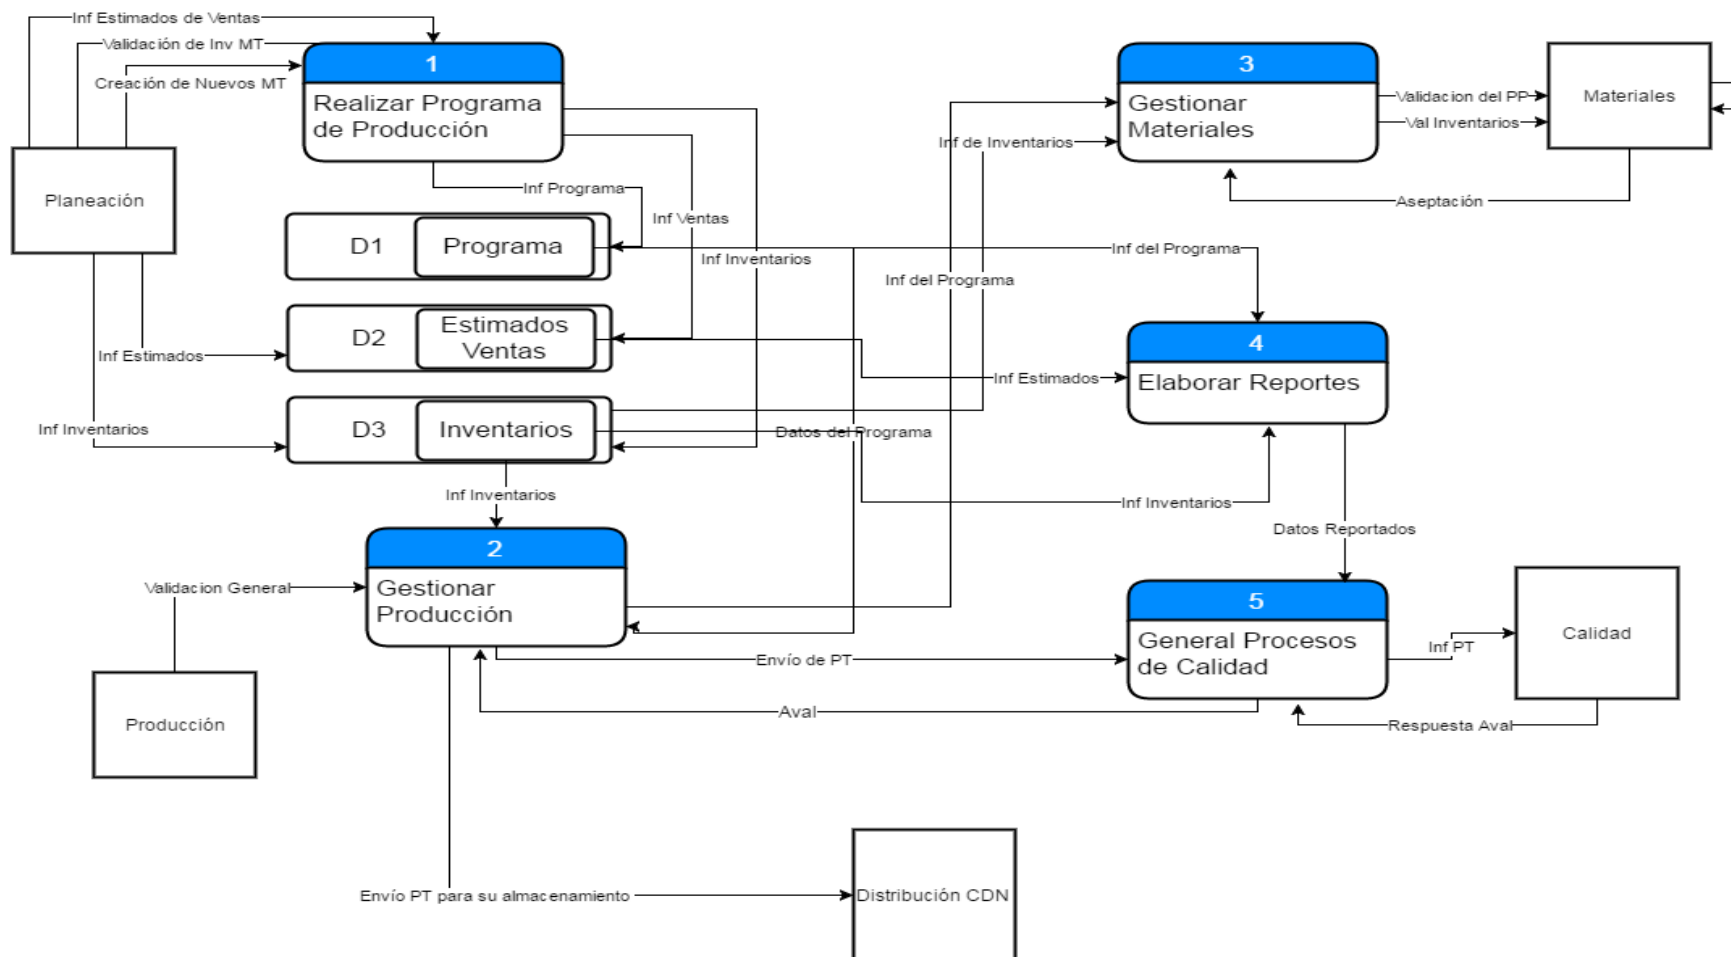 Inf Estimados de Ventas
Validación de Inv MT
Creación de Nuevos MT
1
Realizar Programa
de Producción
3
Gestionar
Materiales
Validacion del PP
Val Inventarios
Materiales
Inf de Inventarios
Aseptación
Planeación
Inf Programa
Inf Ventas
D1
Programa
Inf Inventarios
Inf del Programa
Inf del Programa
D2
Estimados
Ventas
4
Elaborar Reportes
Inf Estimados
Inf Estimados
D3
Inventarios
Inf Inventarios
Datos del Programa
Inf Inventarios
Inf Inventarios
Datos Reportados
2
Gestionar
Producción
Validacion General
5
General Procesos
de Calidad
Inf PT
Calidad
Envío de PT
Aval
Respuesta Aval
Producción
Envío PT para su almacenamiento
Distribución CDN